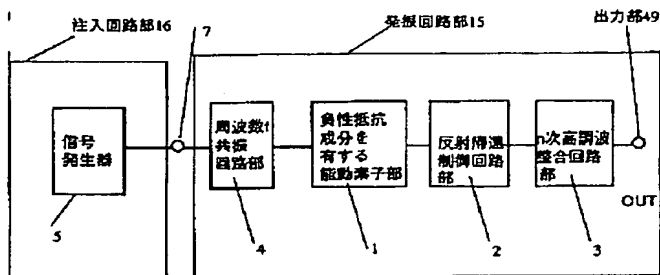 注入回路部16
7
発振回路部15
出力部49
信号
発生器
周波数f
共振
回路部
負性抵抗
成分を
有する
能動素子部
反射帰還
制御回路
部
n次高調波
整合回路
部
OUT
5
4
1
2
3